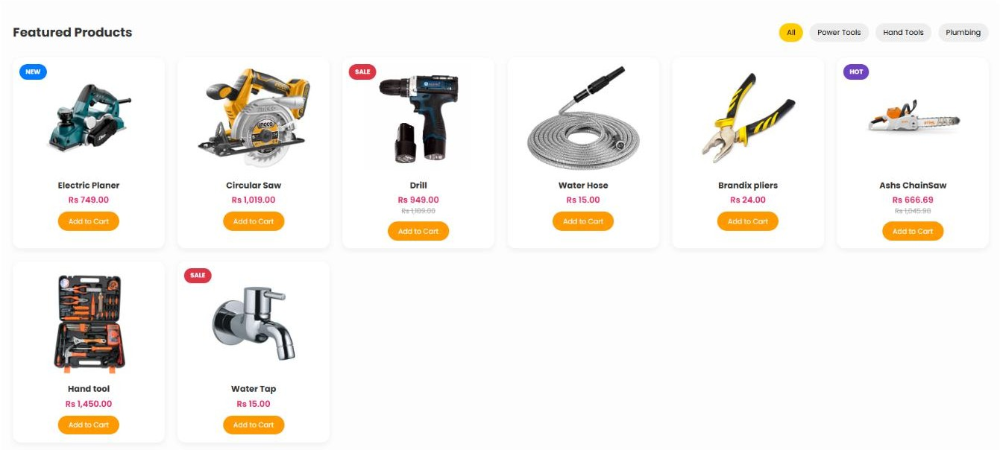 Featured Products
All
Power Tools
Hand Tools
Plumbing
NEW
Electric Planer
Rs 749.00
Add to Cart
INGCO
Circular Saw
Rs 1,019.00
Add to Cart
SALE
Drill
Rs 949.00
Rs 1,189.00
Add to Cart
Water Hose
Rs 15.00
Add to Cart
Brandix pliers
Rs 24.00
Add to Cart
HOT
STIHL
Ashs ChainSaw
Rs 666.69
Rs 1,045.98
Add to Cart
Hand tool
Rs 1,450.00
Add to Cart
SALE
Water Tap
Rs 15.00
Add to Cart